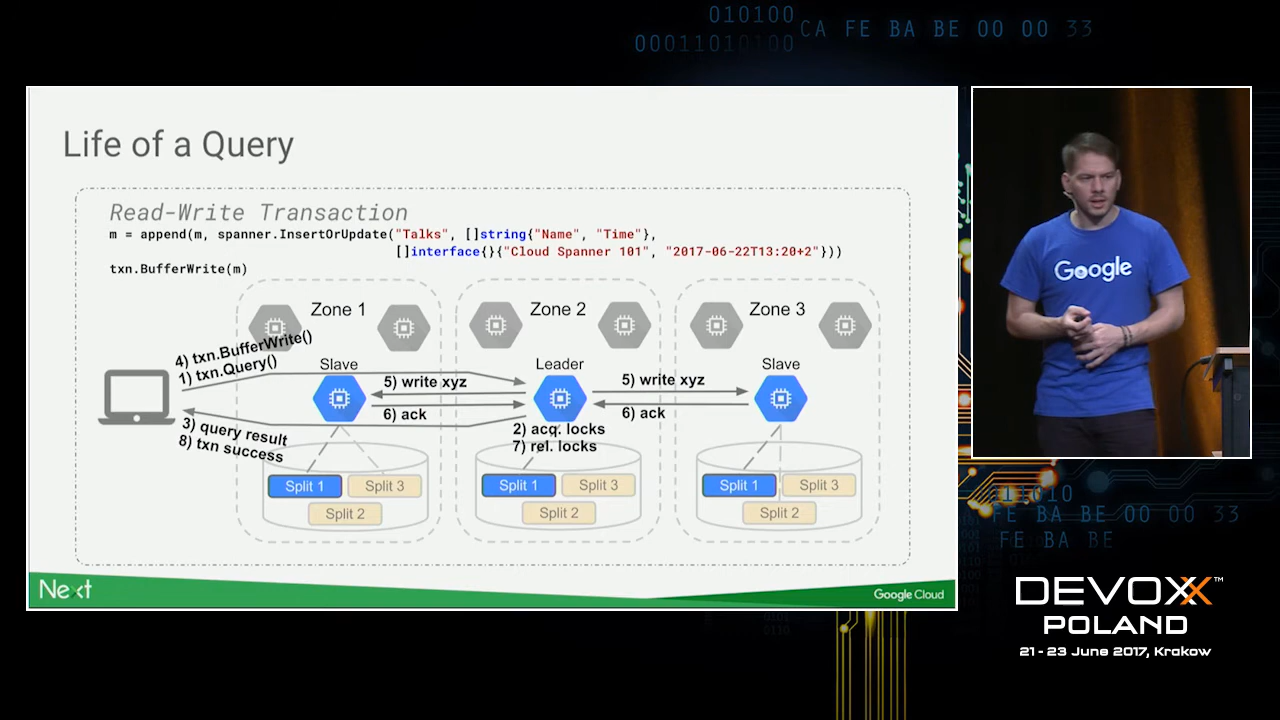 010100
CA FE BA BE 00 00 33
00011010100
Life of a Query
Read-Write Transaction
m = append(m, spanner.InsertOrUpdate("Talks", []string{"Name", "Time"},
[]interface{}{"Cloud Spanner 101", "2017-06-22T13:20+2"}))
txn.BufferWrite(m)
Zone 1
Zone 2
Zone 3
4) txn.BufferWrite()
1) txn.Query()
Slave
Leader
Slave
5) write xyz
5) write xyz
6) ack
6) ack
3) query result
8) txn success
2) acq. locks
7) rel. locks
Split 1
Split 3
Split 2
Split 1
Split 3
Split 2
Split 1
Split 3
Split 2
Next
Google Cloud
Google
011010
FE BA BE 00 00 33
FE BA BE
DEVOXX™
POLAND
21 - 23 June 2017, Krakow